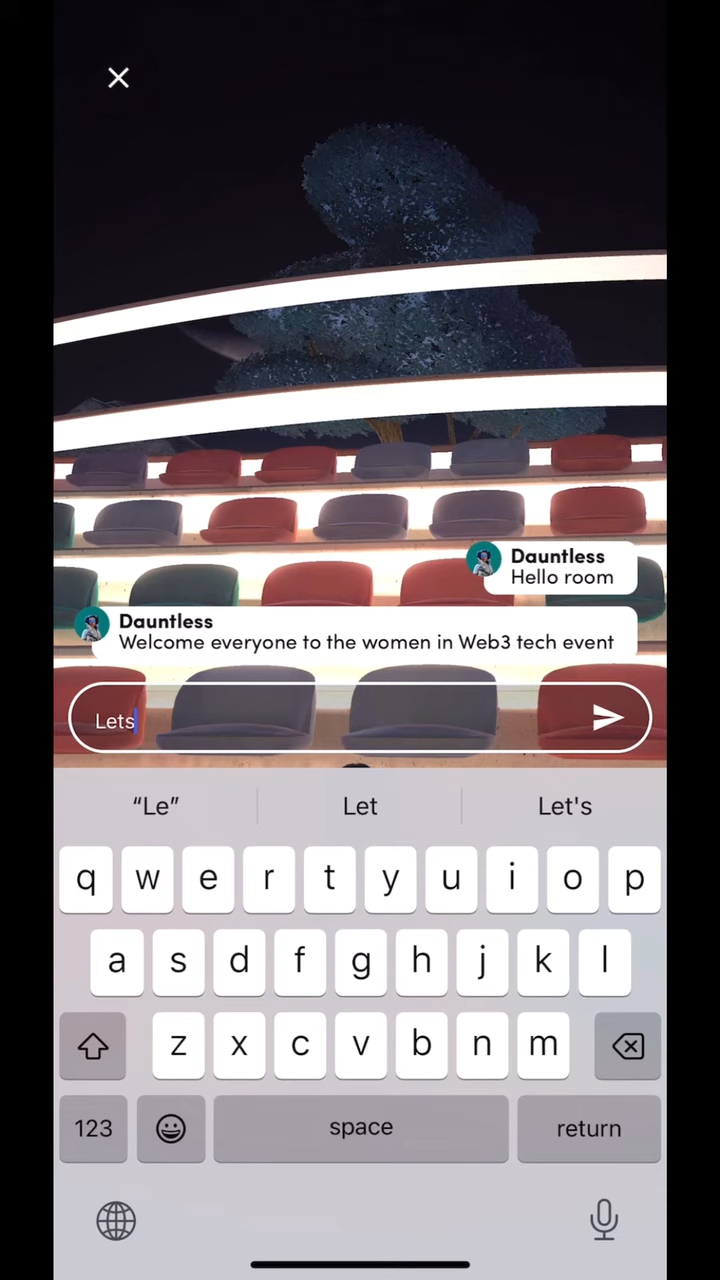 Dauntless
Hello room
Dauntless
Welcome everyone to the women in Web3 tech event
Lets
“Le” Let Let's
q w e r t y u i o p
a s d f g h j k l
z x c v b n m
123 space return